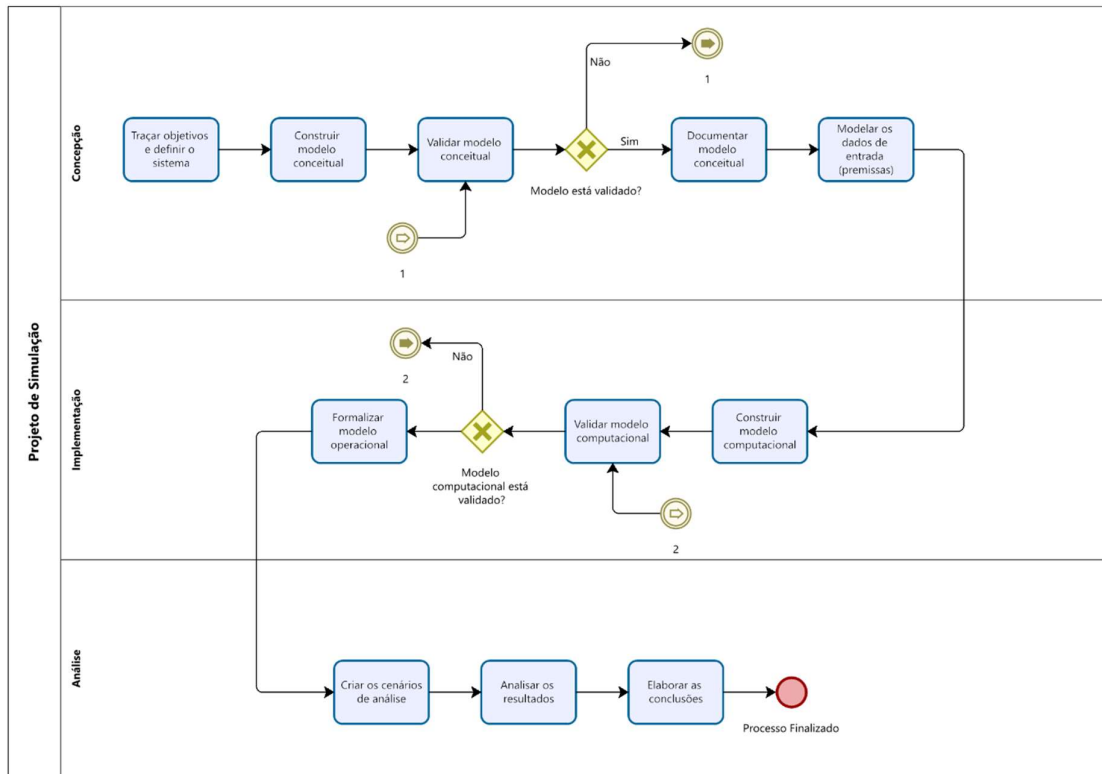 Projeto de Simulação
Concepção
Traçar objetivos
e definir o
sistema
Construir
modelo
conceitual
Validar modelo
conceitual
Não
1
Sim
Modelo está validado?
Documentar
modelo
conceitual
Modelar os
dados de
entrada
(premissas)
1
Implementação
Não
2
Formalizar
modelo
operacional
Modelo
computacional está
validado?
Validar modelo
computacional
Construir
modelo
computacional
2
Análise
Criar os cenários
de análise
Analisar os
resultados
Elaborar as
conclusões
Processo Finalizado